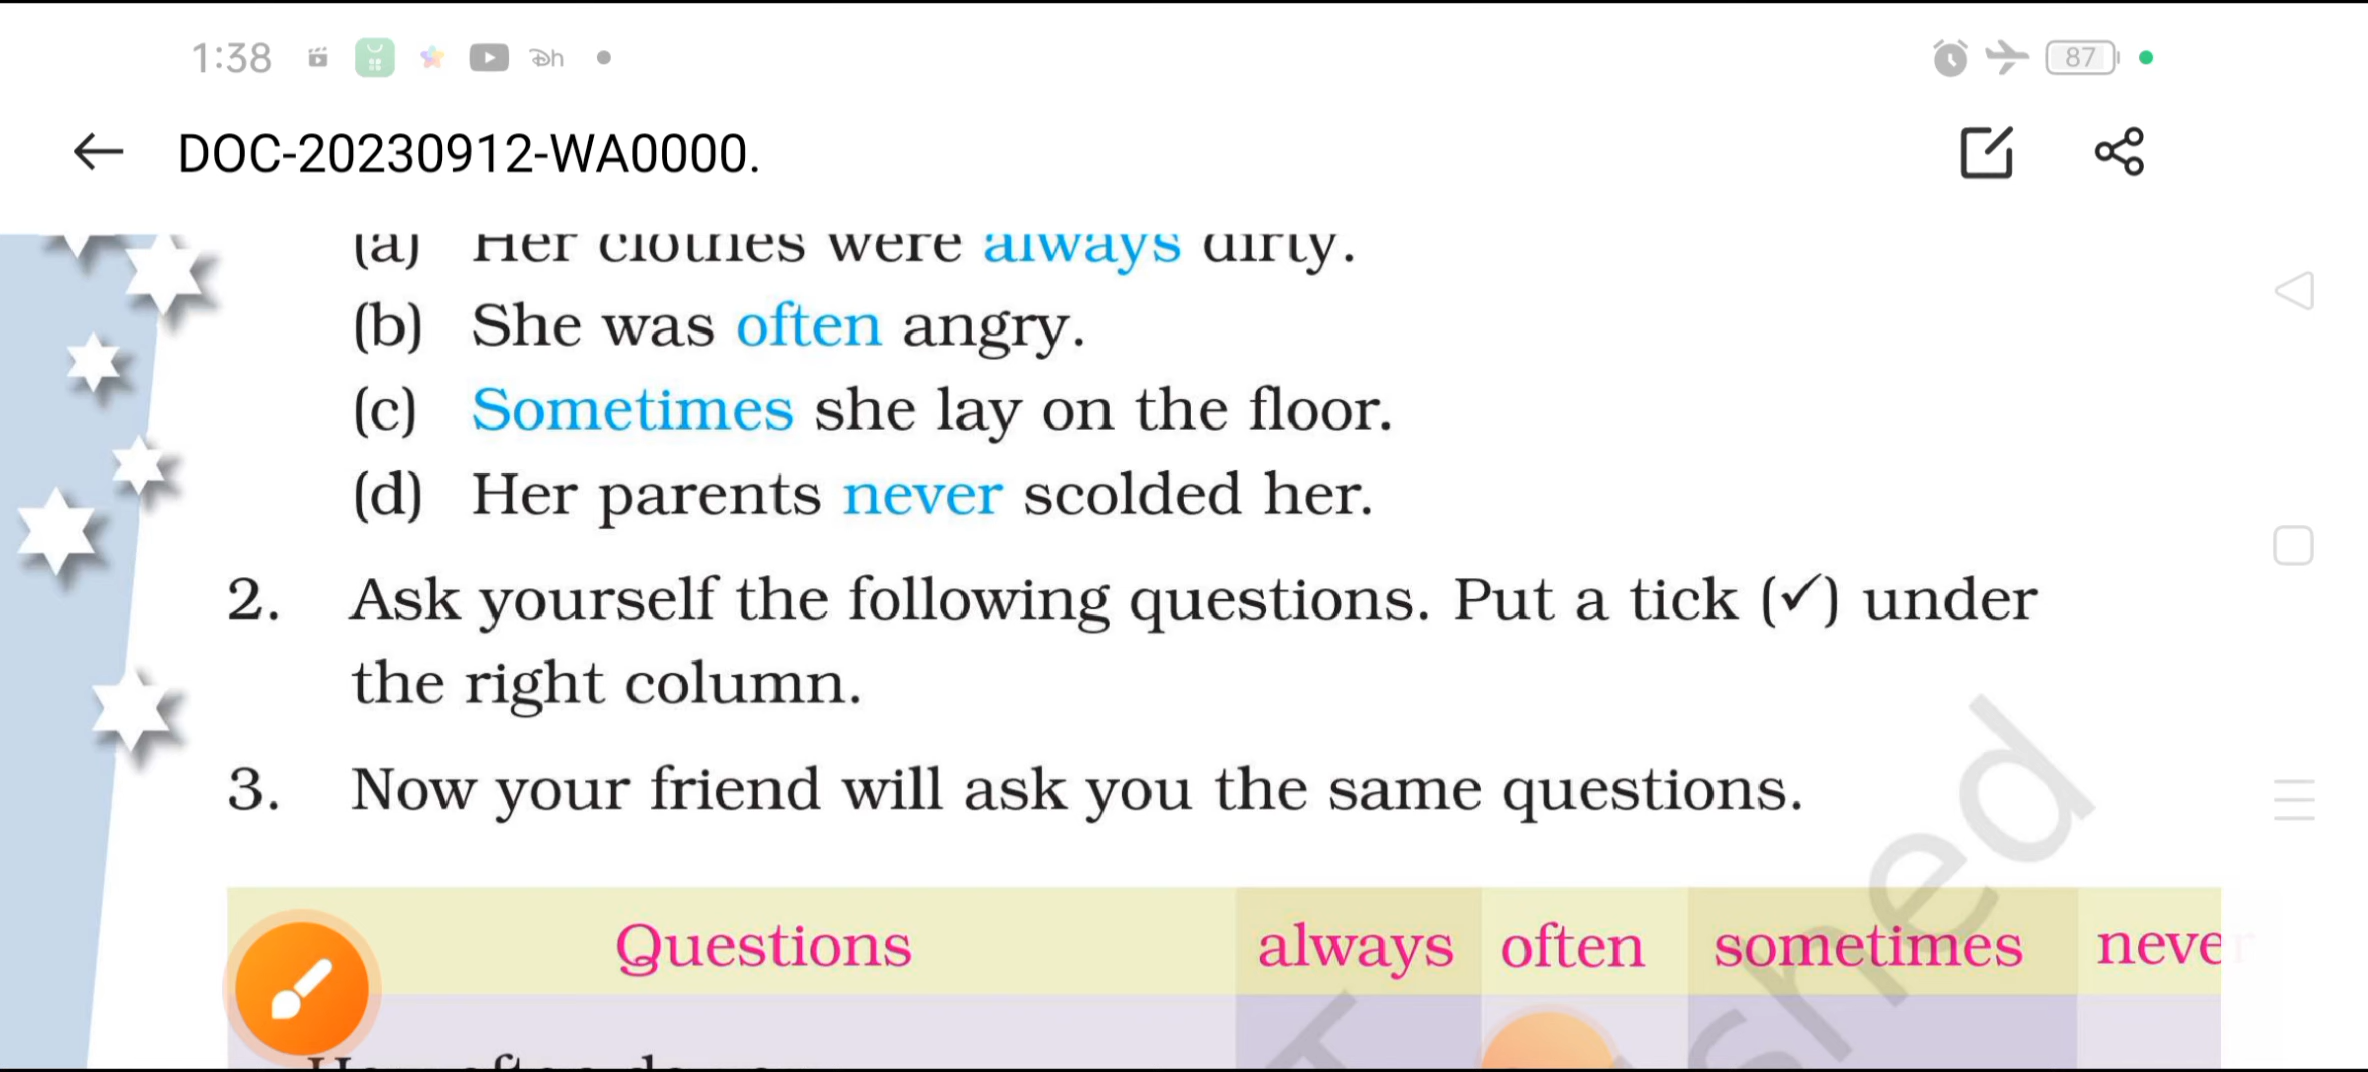 1:38 Dh 87
DOC-20230912-WA0000.
(a) Her clothes were always dirty.
(b) She was often angry.
(c) Sometimes she lay on the floor.
(d) Her parents never scolded her.
2. Ask yourself the following questions. Put a tick (✓) under
the right column.
3. Now your friend will ask you the same questions.
Questions always often sometimes never